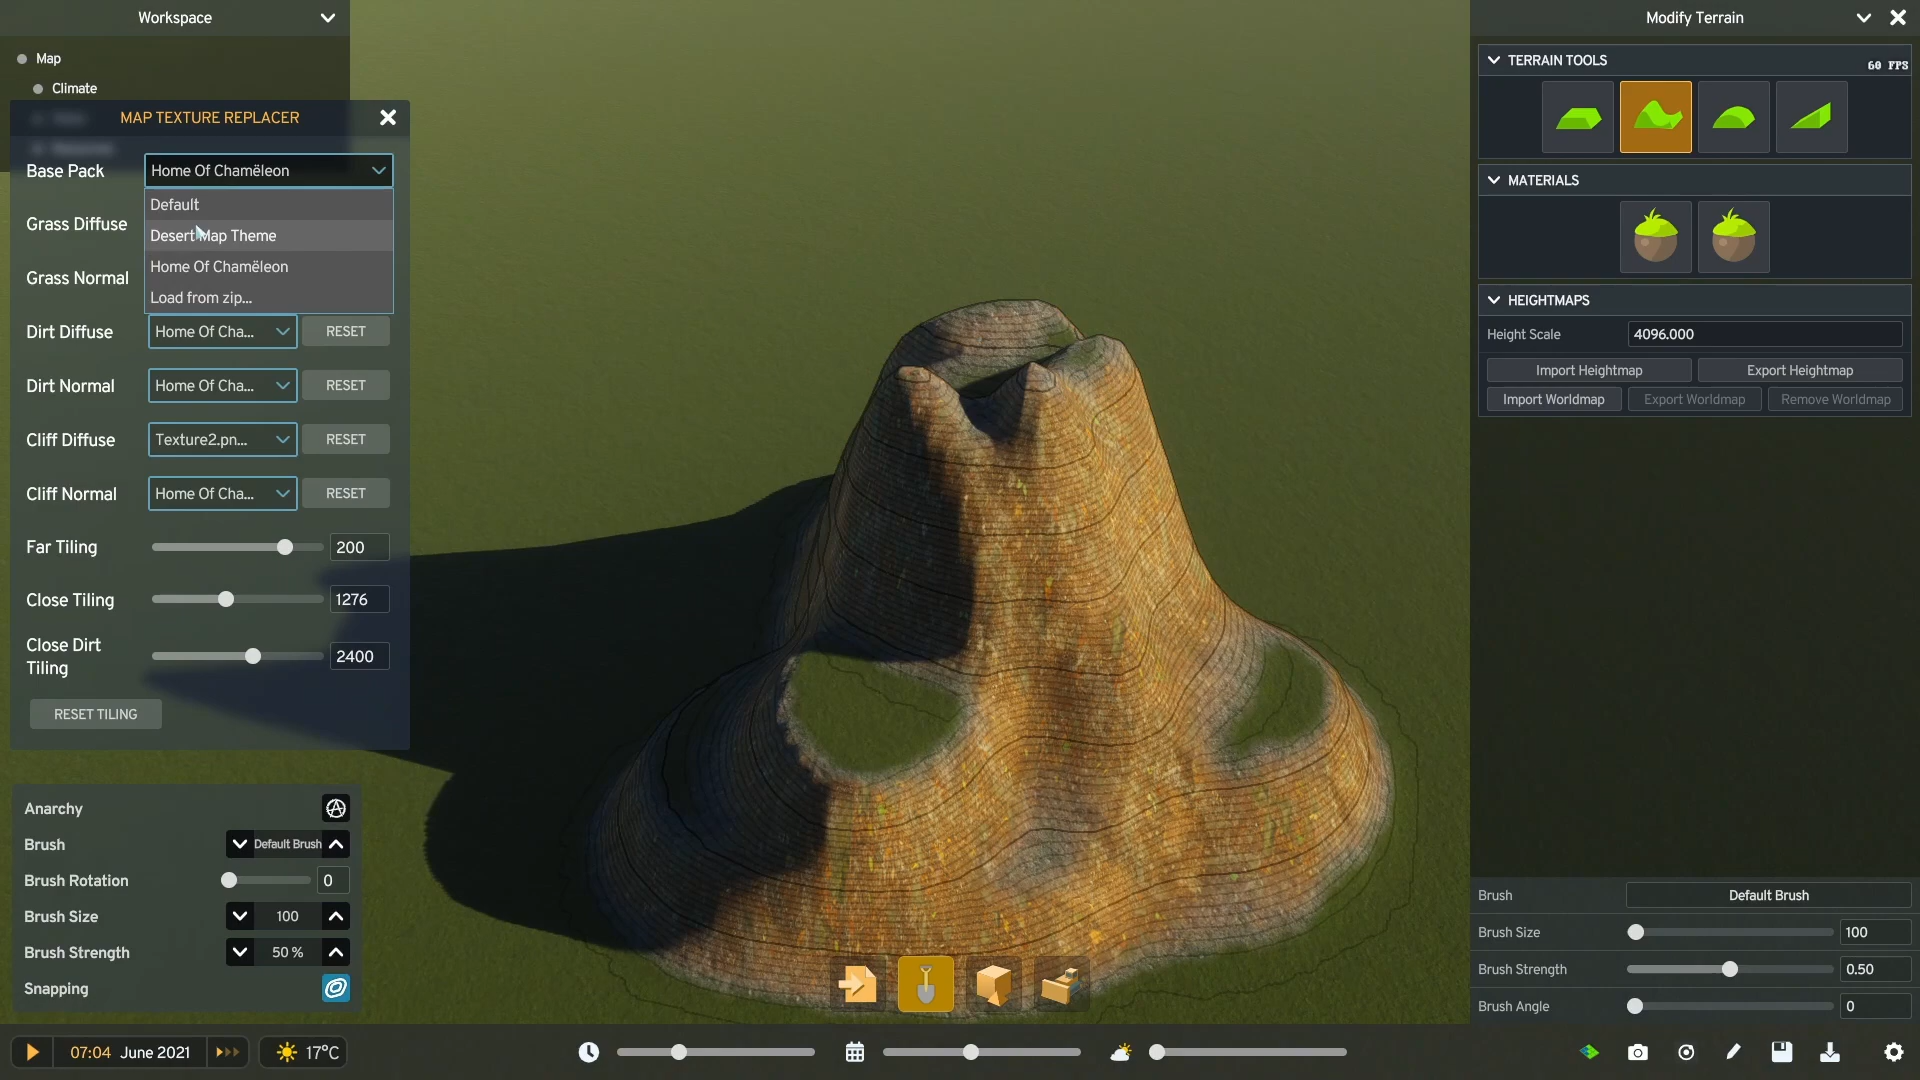 Workspace
Map
Climate
MAP TEXTURE REPLACER
Base Pack
Home Of Chamëleon
Default
Grass Diffuse
Desert Map Theme
Home Of Chamëleon
Grass Normal
Load from zip...
Dirt Diffuse
Home Of Cha...
RESET
Dirt Normal
Home Of Cha...
RESET
Cliff Diffuse
Texture2.pn...
RESET
Cliff Normal
Home Of Cha...
RESET
Far Tiling
200
Close Tiling
1276
Close Dirt
Tiling
2400
RESET TILING
Anarchy
Brush
Default Brush
Brush Rotation
0
Brush Size
100
Brush Strength
50 %
Snapping
07:04 June 2021
17°C
Modify Terrain
TERRAIN TOOLS
60 FPS
MATERIALS
HEIGHTMAPS
Height Scale
4096.000
Import Heightmap
Export Heightmap
Import Worldmap
Export Worldmap
Remove Worldmap
Brush
Default Brush
Brush Size
100
Brush Strength
0.50
Brush Angle
0